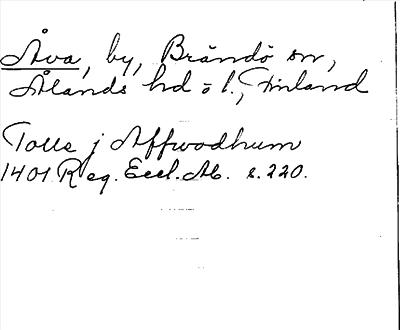 Åva, by, Brändö sn,
Ålands hd o l., Finland
Tolle j Affwodhum
1401 Reg. Eccl. Ab. s. 220.